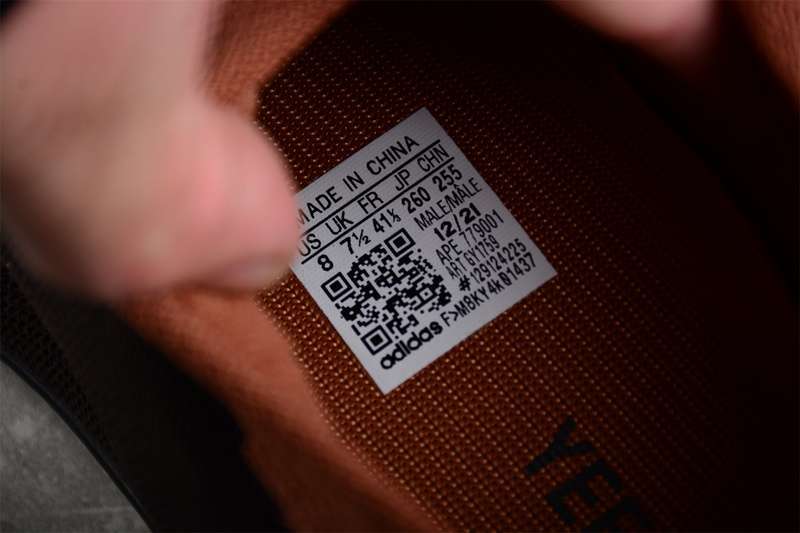 MADE IN CHINA
US UK FR JP CHN
8 7½ 41⅓ 260 255
MALE/MÂLE
12/21
APE 779001
ART GY1759
#129124225
adidas F>M8KY4K01437